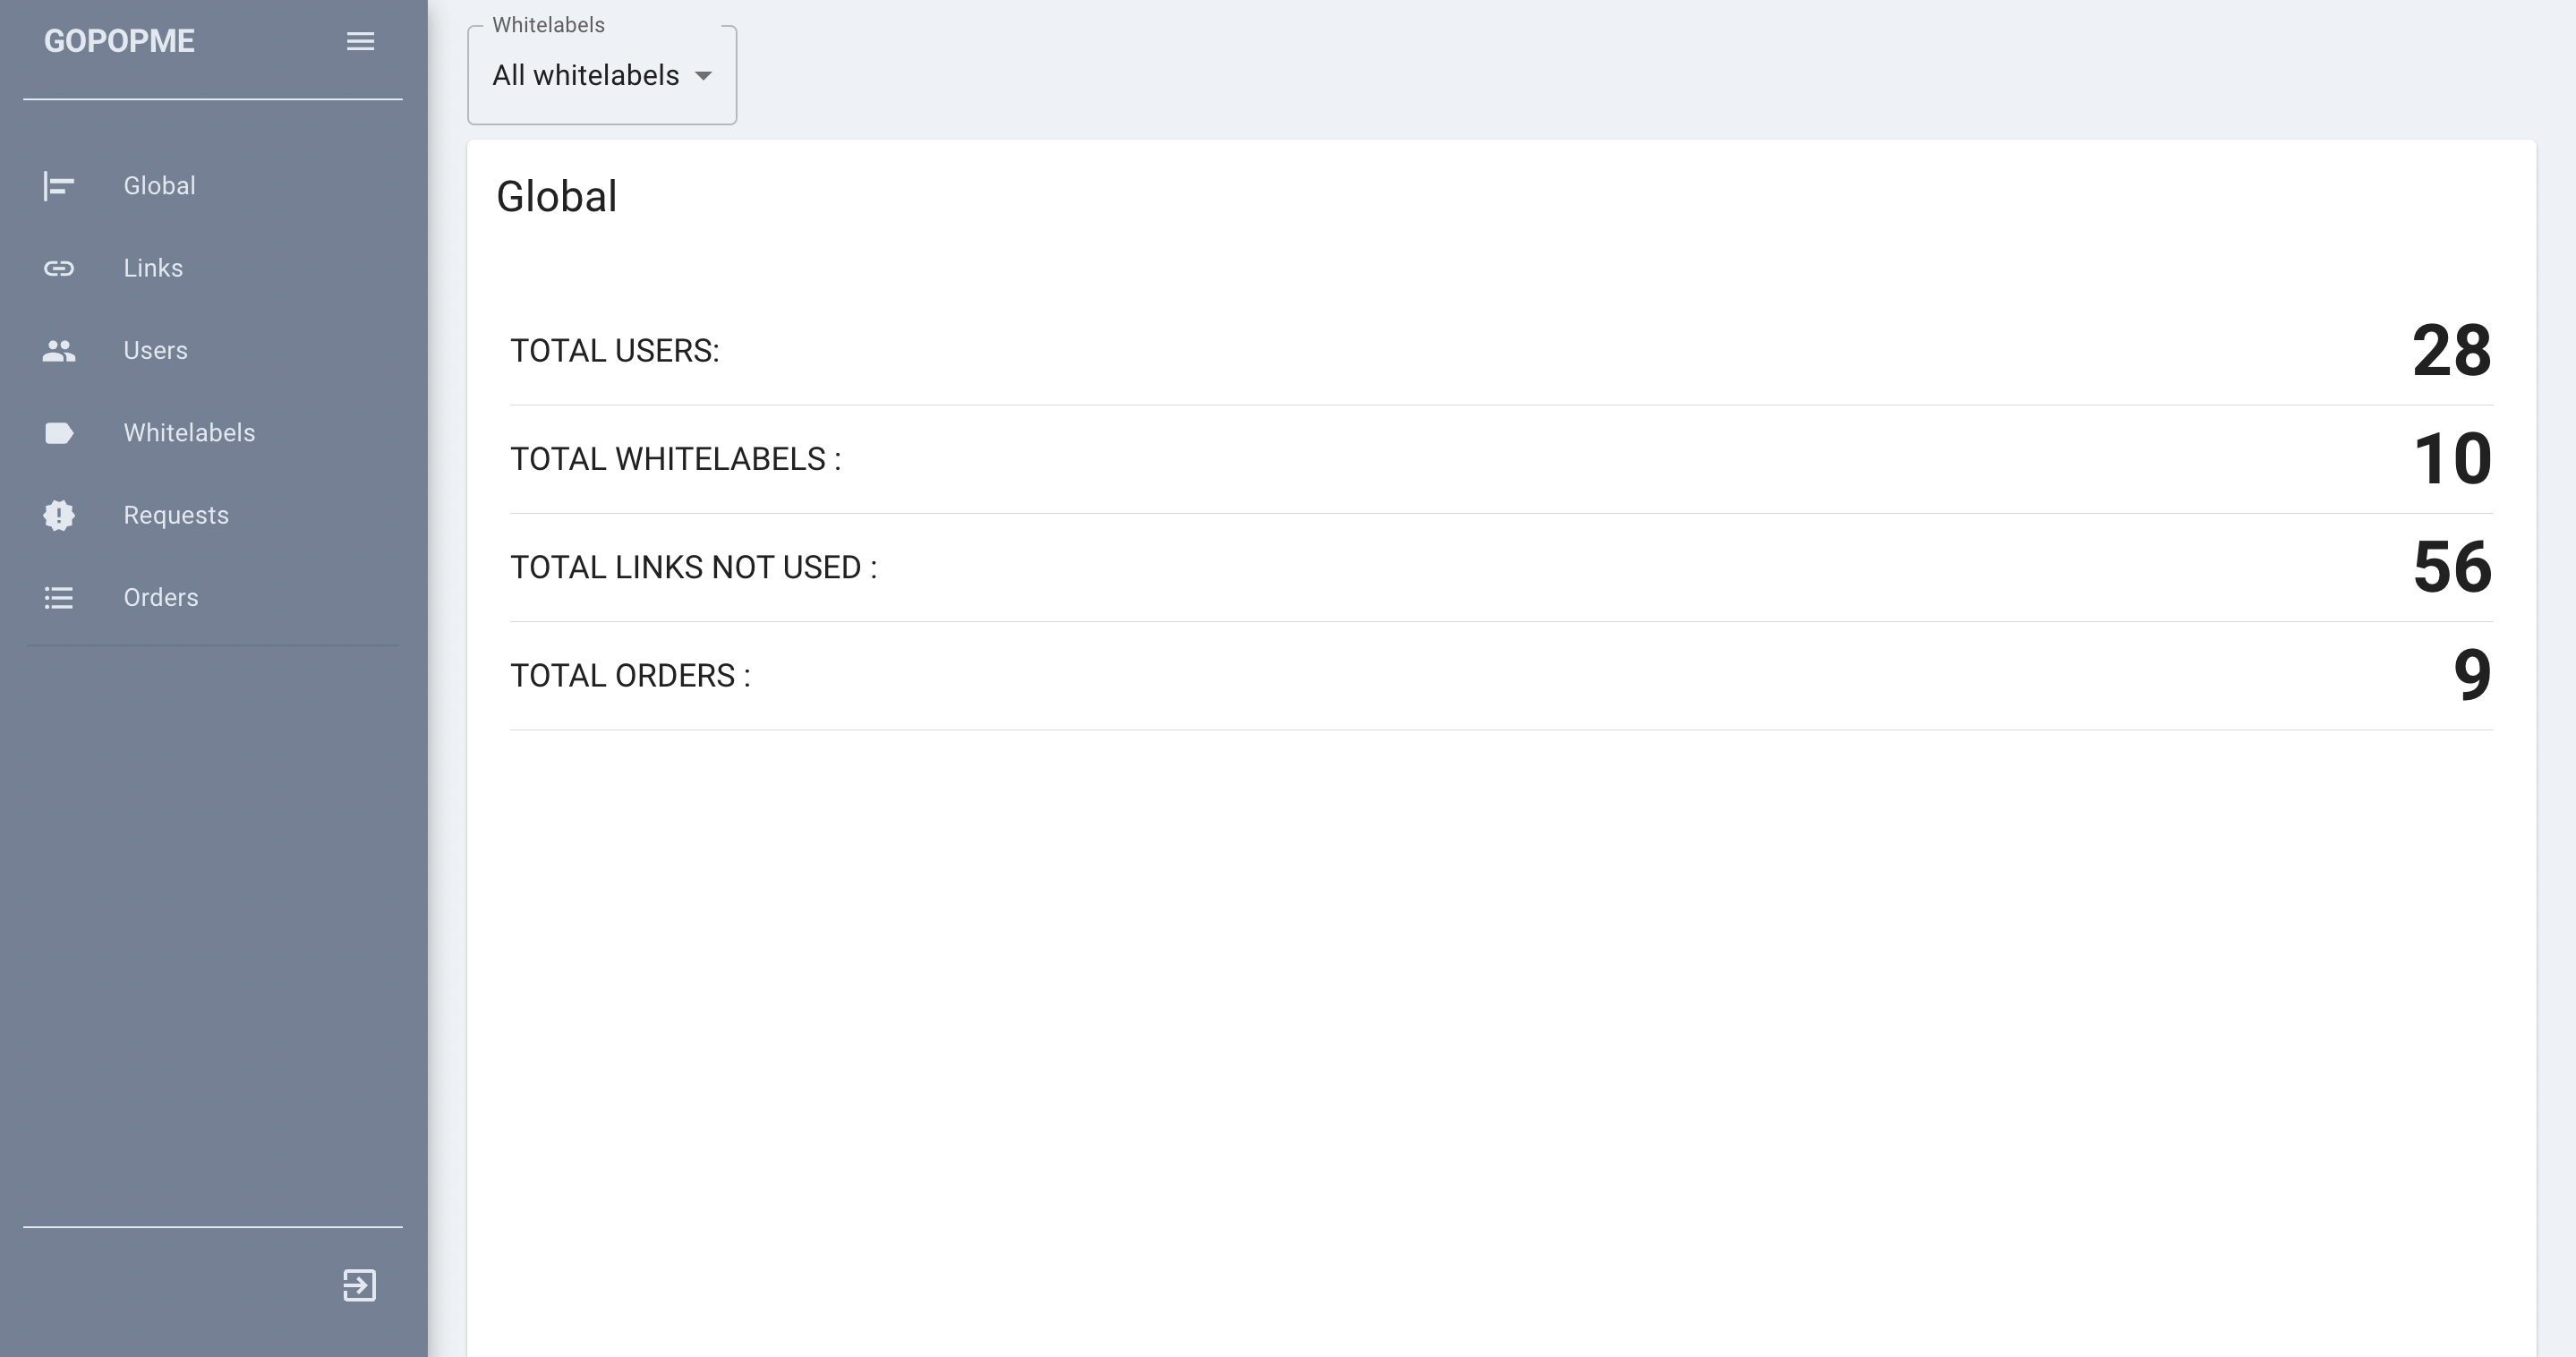 GOPOPME
Global
Links
Users
Whitelabels
Requests
Orders
Whitelabels
All whitelabels
Global
TOTAL USERS: 28
TOTAL WHITELABELS : 10
TOTAL LINKS NOT USED : 56
TOTAL ORDERS : 9